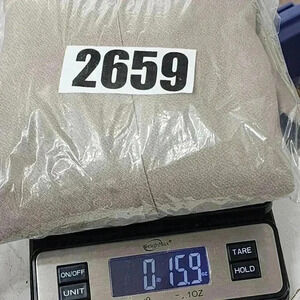 2659
ON/OFF
UNIT
0 15.9
TARE
HOLD